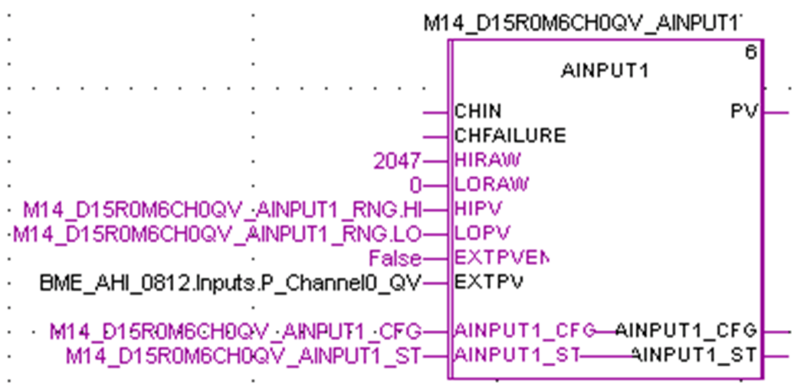 M14_D15R0M6CH0QV_AINPUT1
6
AINPUT1
CHIN PV
CHFAILURE
2047 HIRAW
0 LORAW
M14_D15R0M6CH0QV_AINPUT1_RNG.HI HIPV
M14_D15R0M6CH0QV_AINPUT1_RNG.LO LOPV
False EXTPVEN
BME_AHI_0812.Inputs.P_Channel0_QV EXTPV
M14_D15R0M6CH0QV_AINPUT1_CFG AINPUT1_CFG AINPUT1_CFG
M14_D15R0M6CH0QV_AINPUT1_ST AINPUT1_ST AINPUT1_ST